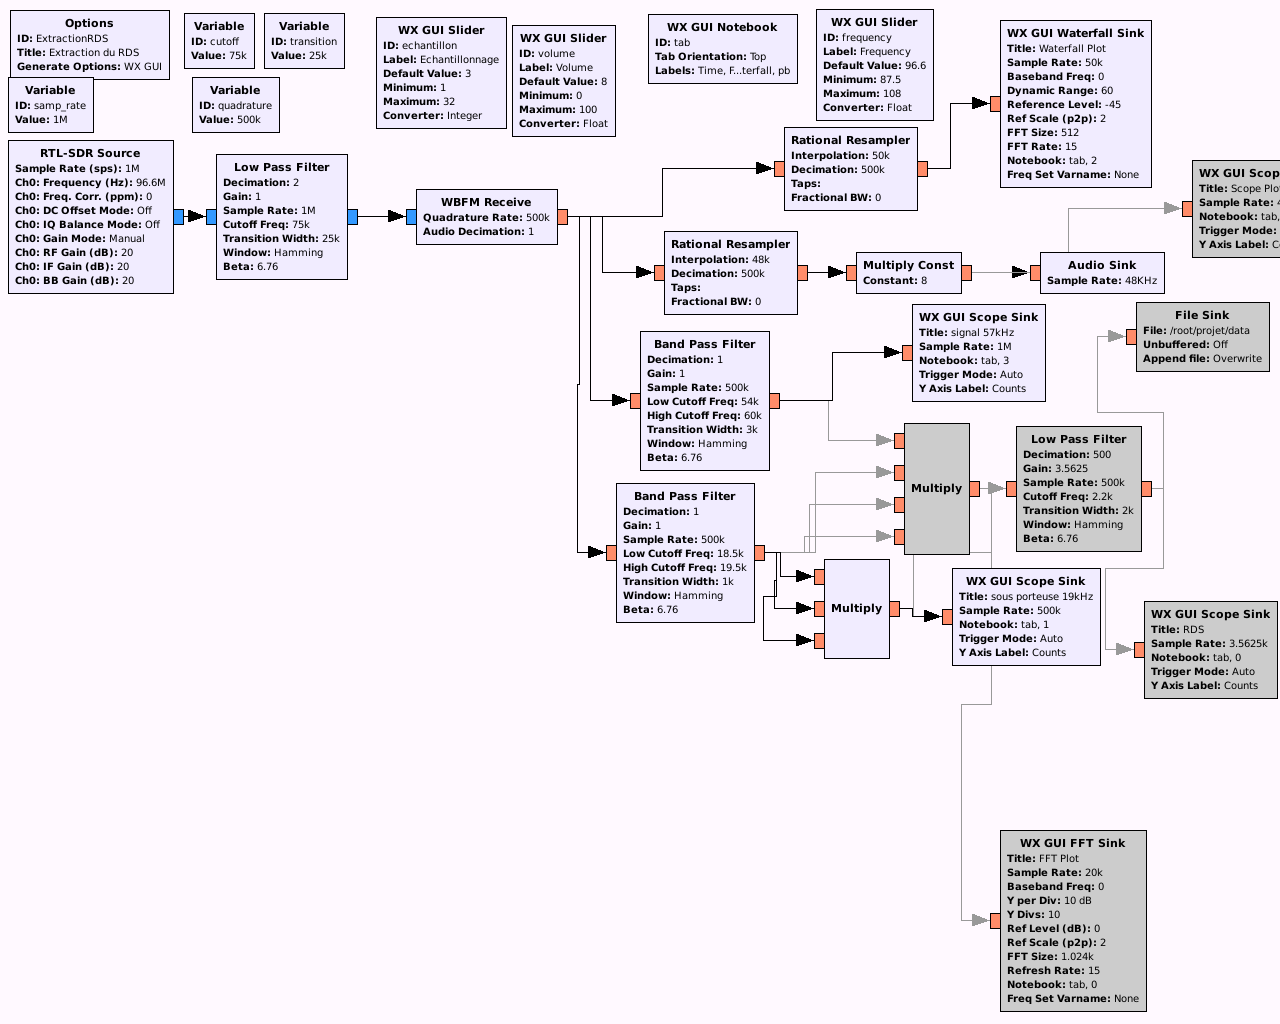 Options
ID: ExtractionRDS
Title: Extraction du RDS
Generate Options: WX GUI
Variable
ID: cutoff
Value: 75k
Variable
ID: transition
Value: 25k
WX GUI Slider
ID: echantillon
Label: Echantillonnage
Default Value: 3
Minimum: 1
Maximum: 32
Converter: Integer
WX GUI Slider
ID: volume
Label: Volume
Default Value: 8
Minimum: 0
Maximum: 100
Converter: Float
WX GUI Notebook
ID: tab
Tab Orientation: Top
Labels: Time, F...terfall, pb
WX GUI Slider
ID: frequency
Label: Frequency
Default Value: 96.6
Minimum: 87.5
Maximum: 108
Converter: Float
WX GUI Waterfall Sink
Title: Waterfall Plot
Sample Rate: 50k
Baseband Freq: 0
Dynamic Range: 60
Reference Level: -45
Ref Scale (p2p): 2
FFT Size: 512
FFT Rate: 15
Notebook: tab, 2
Freq Set Varname: None
Variable
ID: samp_rate
Value: 1M
Variable
ID: quadrature
Value: 500k
RTL-SDR Source
Sample Rate (sps): 1M
Ch0: Frequency (Hz): 96.6M
Ch0: Freq. Corr. (ppm): 0
Ch0: DC Offset Mode: Off
Ch0: IQ Balance Mode: Off
Ch0: Gain Mode: Manual
Ch0: RF Gain (dB): 20
Ch0: IF Gain (dB): 20
Ch0: BB Gain (dB): 20
Low Pass Filter
Decimation: 2
Gain: 1
Sample Rate: 1M
Cutoff Freq: 75k
Transition Width: 25k
Window: Hamming
Beta: 6.76
WBFM Receive
Quadrature Rate: 500k
Audio Decimation: 1
Rational Resampler
Interpolation: 50k
Decimation: 500k
Taps:
Fractional BW: 0
WX GUI Scop
Title: Scope Plo
Sample Rate: 4
Notebook: tab,
Trigger Mode:
Y Axis Label: C
Rational Resampler
Interpolation: 48k
Decimation: 500k
Taps:
Fractional BW: 0
Multiply Const
Constant: 8
Audio Sink
Sample Rate: 48KHz
WX GUI Scope Sink
Title: signal 57kHz
Sample Rate: 1M
Notebook: tab, 3
Trigger Mode: Auto
Y Axis Label: Counts
File Sink
File: /root/projet/data
Unbuffered: Off
Append file: Overwrite
Band Pass Filter
Decimation: 1
Gain: 1
Sample Rate: 500k
Low Cutoff Freq: 54k
High Cutoff Freq: 60k
Transition Width: 3k
Window: Hamming
Beta: 6.76
Multiply
Low Pass Filter
Decimation: 500
Gain: 3.5625
Sample Rate: 500k
Cutoff Freq: 2.2k
Transition Width: 2k
Window: Hamming
Beta: 6.76
Band Pass Filter
Decimation: 1
Gain: 1
Sample Rate: 500k
Low Cutoff Freq: 18.5k
High Cutoff Freq: 19.5k
Transition Width: 1k
Window: Hamming
Beta: 6.76
Multiply
WX GUI Scope Sink
Title: sous porteuse 19kHz
Sample Rate: 500k
Notebook: tab, 1
Trigger Mode: Auto
Y Axis Label: Counts
WX GUI Scope Sink
Title: RDS
Sample Rate: 3.5625k
Notebook: tab, 0
Trigger Mode: Auto
Y Axis Label: Counts
WX GUI FFT Sink
Title: FFT Plot
Sample Rate: 20k
Baseband Freq: 0
Y per Div: 10 dB
Y Divs: 10
Ref Level (dB): 0
Ref Scale (p2p): 2
FFT Size: 1.024k
Refresh Rate: 15
Notebook: tab, 0
Freq Set Varname: None